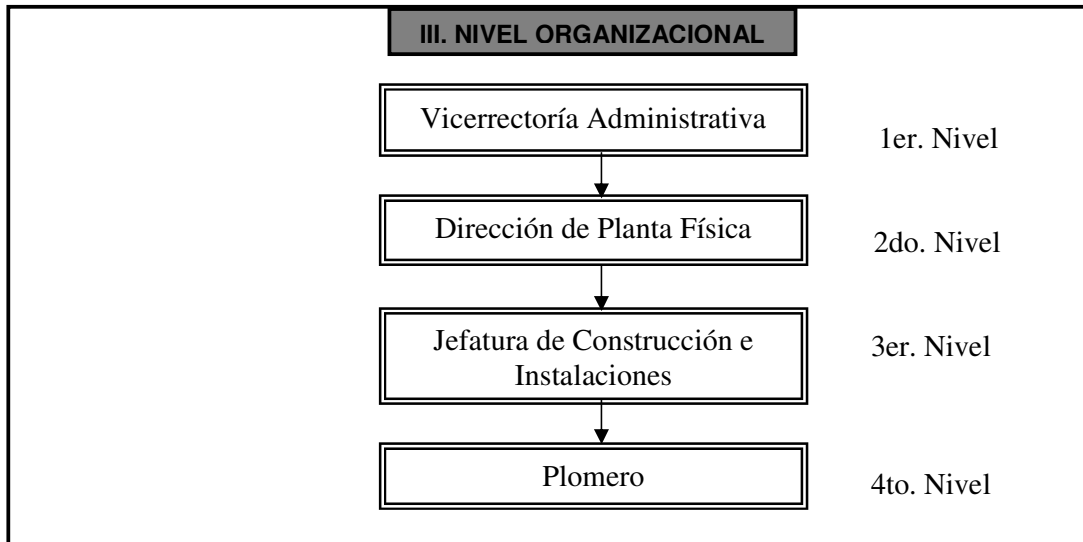 III. NIVEL ORGANIZACIONAL
Vicerrectoría Administrativa
1er. Nivel
Dirección de Planta Física
2do. Nivel
Jefatura de Construcción e
Instalaciones
3er. Nivel
Plomero
4to. Nivel